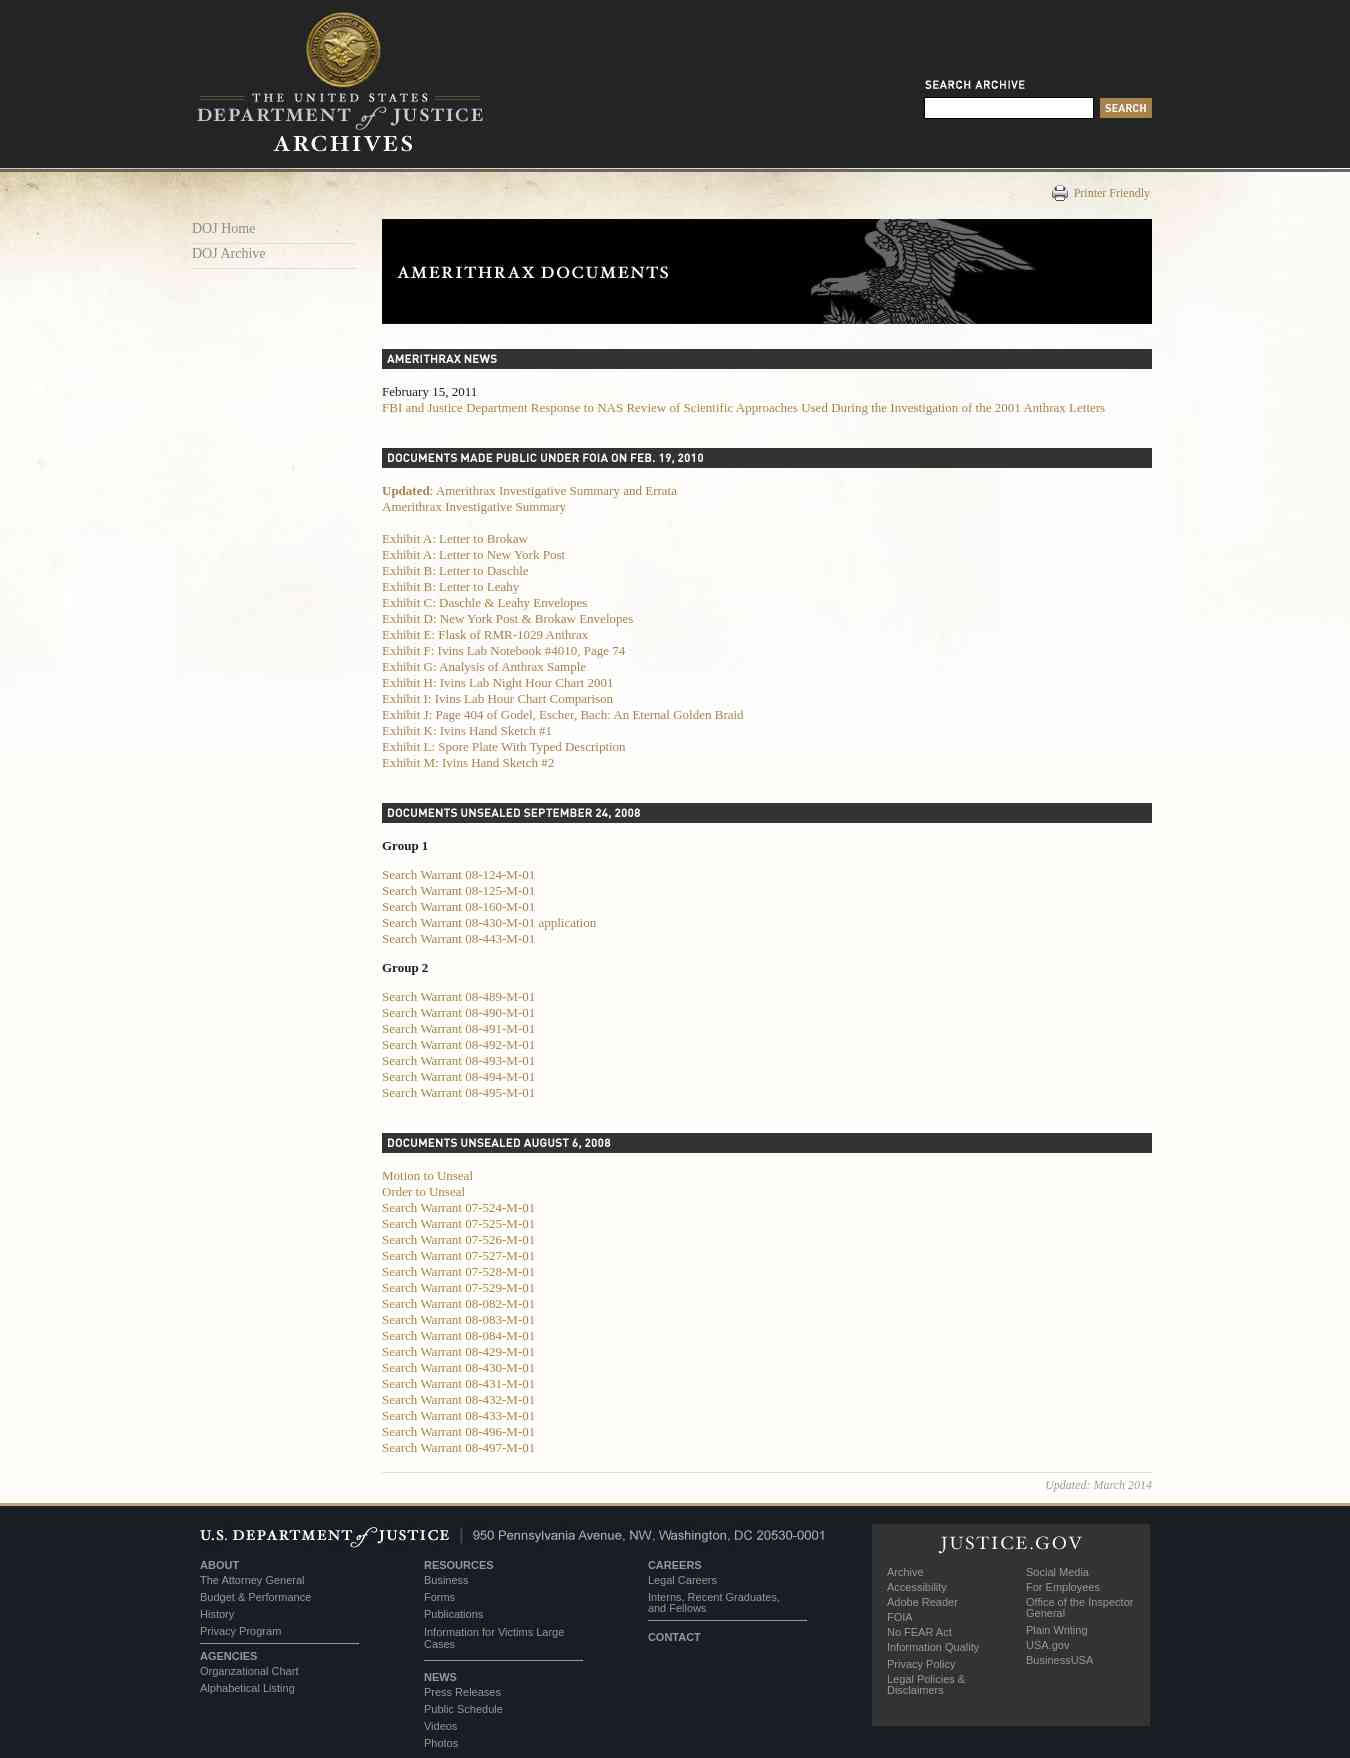 THE UNITED STATES
DEPARTMENT of JUSTICE
ARCHIVES
SEARCH ARCHIVE
SEARCH
Printer Friendly
DOJ Home
DOJ Archive
AMERITHRAX DOCUMENTS
AMERITHRAX NEWS
February 15, 2011
FBI and Justice Department Response to NAS Review of Scientific Approaches Used During the Investigation of the 2001 Anthrax Letters
DOCUMENTS MADE PUBLIC UNDER FOIA ON FEB. 19, 2010
Updated: Amerithrax Investigative Summary and Errata
Amerithrax Investigative Summary
Exhibit A: Letter to Brokaw
Exhibit A: Letter to New York Post
Exhibit B: Letter to Daschle
Exhibit B: Letter to Leahy
Exhibit C: Daschle & Leahy Envelopes
Exhibit D: New York Post & Brokaw Envelopes
Exhibit E: Flask of RMR-1029 Anthrax
Exhibit F: Ivins Lab Notebook #4010, Page 74
Exhibit G: Analysis of Anthrax Sample
Exhibit H: Ivins Lab Night Hour Chart 2001
Exhibit I: Ivins Lab Hour Chart Comparison
Exhibit J: Page 404 of Godel, Escher, Bach: An Eternal Golden Braid
Exhibit K: Ivins Hand Sketch #1
Exhibit L: Spore Plate With Typed Description
Exhibit M: Ivins Hand Sketch #2
DOCUMENTS UNSEALED SEPTEMBER 24, 2008
Group 1
Search Warrant 08-124-M-01
Search Warrant 08-125-M-01
Search Warrant 08-160-M-01
Search Warrant 08-430-M-01 application
Search Warrant 08-443-M-01
Group 2
Search Warrant 08-489-M-01
Search Warrant 08-490-M-01
Search Warrant 08-491-M-01
Search Warrant 08-492-M-01
Search Warrant 08-493-M-01
Search Warrant 08-494-M-01
Search Warrant 08-495-M-01
DOCUMENTS UNSEALED AUGUST 6, 2008
Motion to Unseal
Order to Unseal
Search Warrant 07-524-M-01
Search Warrant 07-525-M-01
Search Warrant 07-526-M-01
Search Warrant 07-527-M-01
Search Warrant 07-528-M-01
Search Warrant 07-529-M-01
Search Warrant 08-082-M-01
Search Warrant 08-083-M-01
Search Warrant 08-084-M-01
Search Warrant 08-429-M-01
Search Warrant 08-430-M-01
Search Warrant 08-431-M-01
Search Warrant 08-432-M-01
Search Warrant 08-433-M-01
Search Warrant 08-496-M-01
Search Warrant 08-497-M-01
Updated: March 2014
U.S. DEPARTMENT of JUSTICE | 950 Pennsylvania Avenue, NW, Washington, DC 20530-0001
ABOUT
The Attorney General
Budget & Performance
History
Privacy Program
AGENCIES
Organzational Chart
Alphabetical Listing
RESOURCES
Business
Forms
Publications
Information for Victims Large
Cases
NEWS
Press Releases
Public Schedule
Videos
Photos
CAREERS
Legal Careers
Interns, Recent Graduates,
and Fellows
CONTACT
JUSTICE.GOV
Archive
Accessibility
Adobe Reader
FOIA
No FEAR Act
Information Quality
Privacy Policy
Legal Policies &
Disclaimers
Social Media
For Employees
Office of the Inspector
General
Plain Writing
USA.gov
BusinessUSA